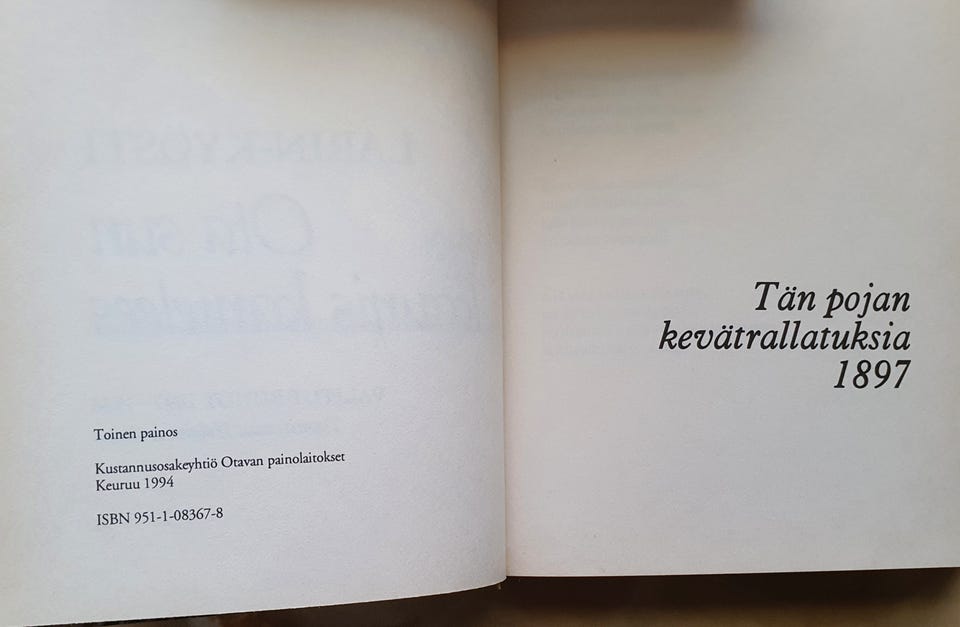 Toinen painos
Kustannusosakeyhtiö Otavan painolaitokset
Keuruu 1994
ISBN 951-1-08367-8
Tän pojan
kevätrallatuksia
1897